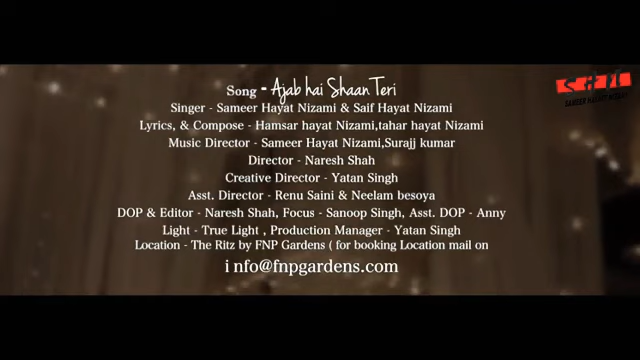 Song - Ajab hai Shaan Teri
Singer - Sameer Hayat Nizami & Saif Hayat Nizami
Lyrics, & Compose - Hamsar hayat Nizami,tahar hayat Nizami
Music Director - Sameer Hayat Nizami,Surajj kumar
Director - Naresh Shah
Creative Director - Yatan Singh
Asst. Director - Renu Saini & Neelam besoya
DOP & Editor - Naresh Shah, Focus - Sanoop Singh, Asst. DOP - Anny
Light - True Light , Production Manager - Yatan Singh
Location - The Ritz by FNP Gardens ( for booking Location mail on
i nfo@fnpgardens.com